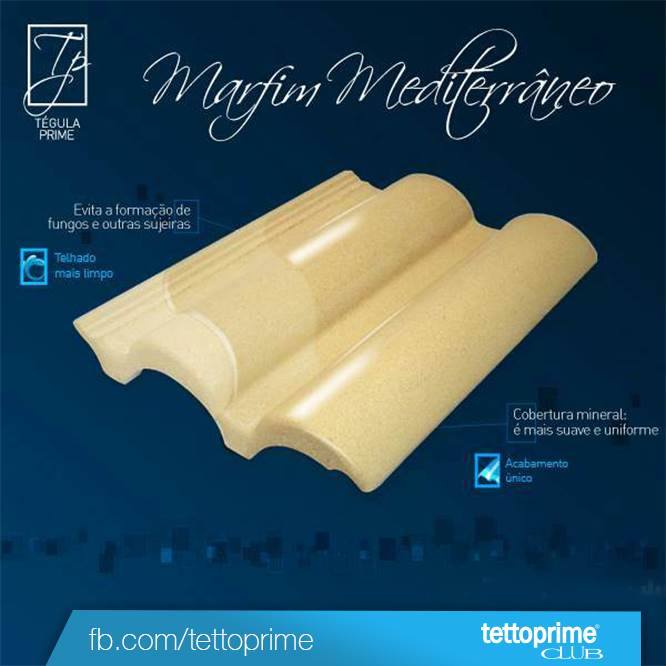 Tp
TÉGULA
PRIME
Marfim Mediterrâneo
Evita a formação de
fungos e outras sujeiras
Telhado
mais limpo
Cobertura mineral:
é mais suave e uniforme
Acabamento
único
fb.com/tettoprime
tettoprime®
CLUB